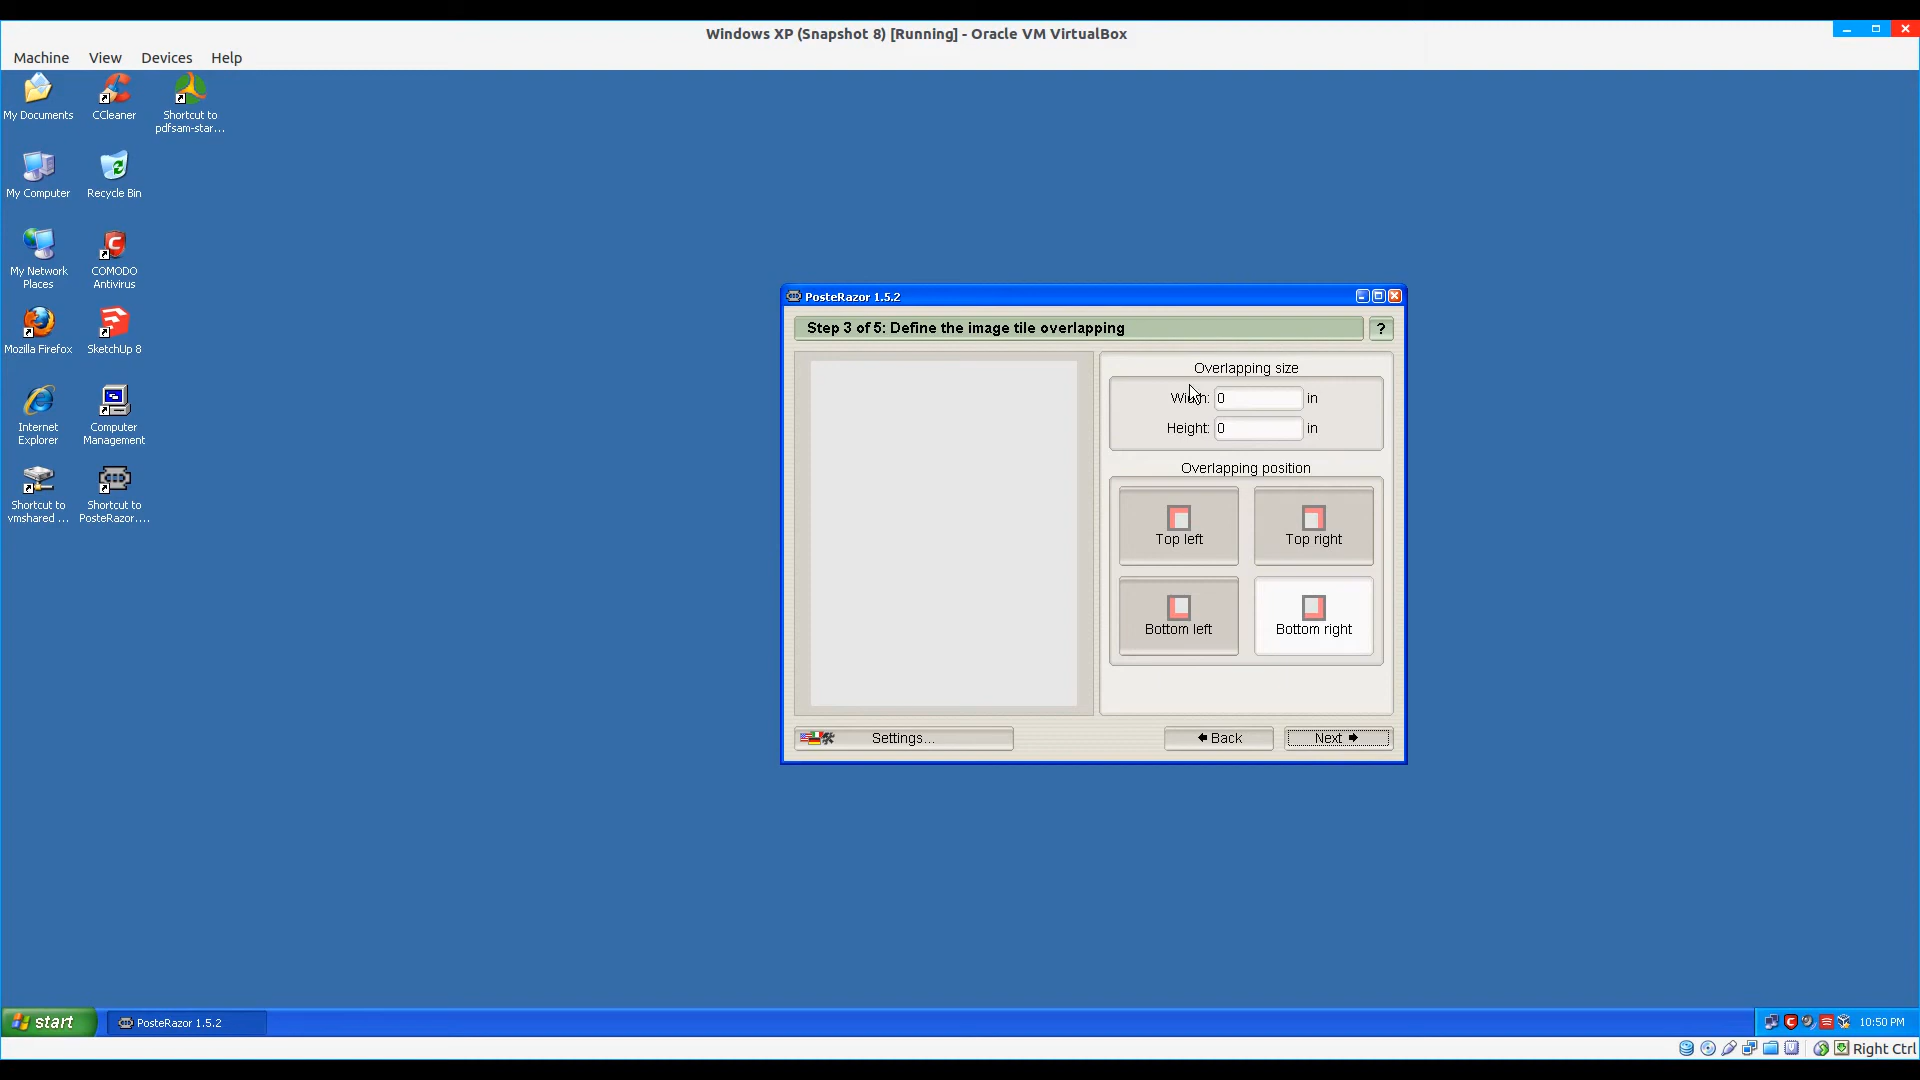 Windows XP (Snapshot 8) [Running] - Oracle VM VirtualBox
Machine View Devices Help
My Documents
CCleaner
Shortcut to
pdfsam-star...
My Computer
Recycle Bin
My Network
Places
COMODO
Antivirus
Mozilla Firefox
SketchUp 8
Internet
Explorer
Computer
Management
Shortcut to
vmshared ...
Shortcut to
PosteRazor....
PosteRazor 1.5.2
Step 3 of 5: Define the image tile overlapping
?
Overlapping size
Width: 0 in
Height: 0 in
Overlapping position
Top left
Top right
Bottom left
Bottom right
Settings...
Back
Next
start
PosteRazor 1.5.2
10:50 PM
Right Ctrl